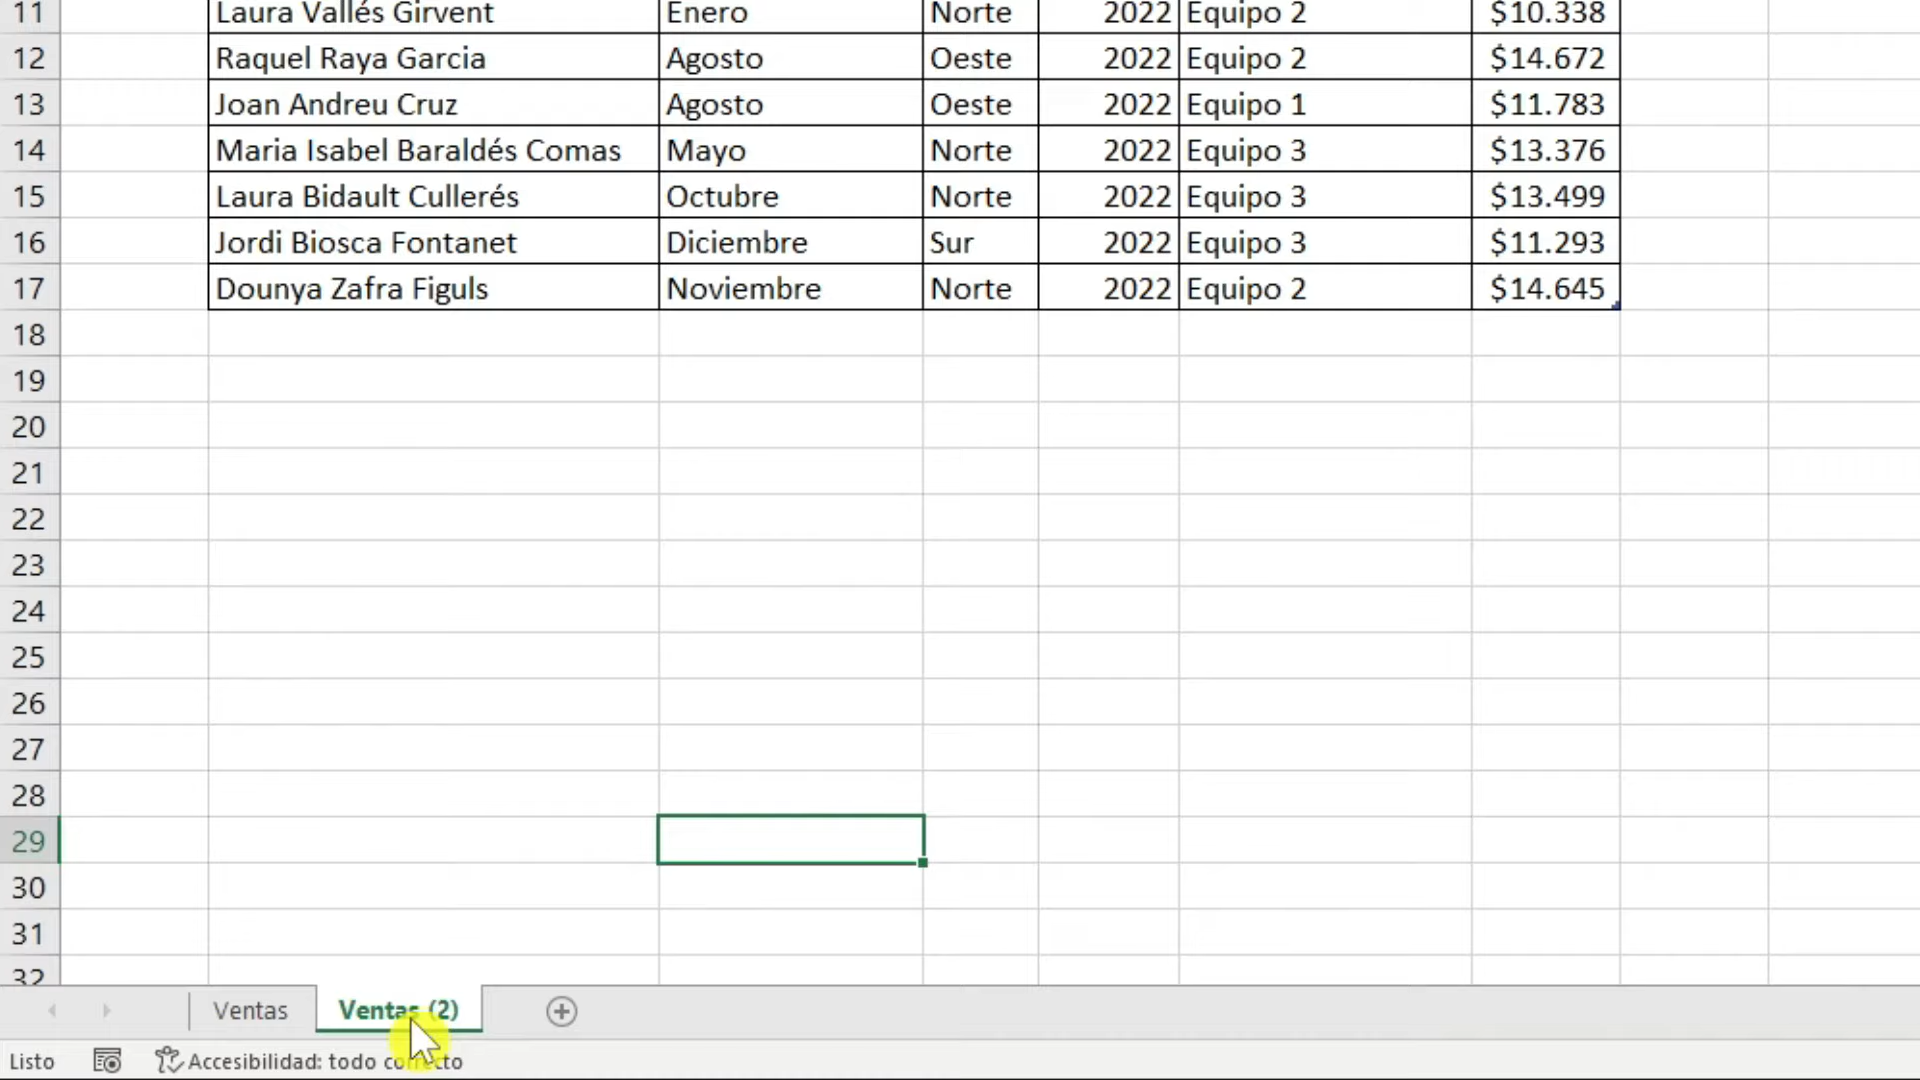 11 Laura Vallés Girvent Enero Norte 2022 Equipo 2 $10.338
12 Raquel Raya Garcia Agosto Oeste 2022 Equipo 2 $14.672
13 Joan Andreu Cruz Agosto Oeste 2022 Equipo 1 $11.783
14 Maria Isabel Baraldés Comas Mayo Norte 2022 Equipo 3 $13.376
15 Laura Bidault Cullerés Octubre Norte 2022 Equipo 3 $13.499
16 Jordi Biosca Fontanet Diciembre Sur 2022 Equipo 3 $11.293
17 Dounya Zafra Figuls Noviembre Norte 2022 Equipo 2 $14.645
18
19
20
21
22
23
24
25
26
27
28
29
30
31
32
Ventas Ventas (2)
Listo Accesibilidad: todo correcto